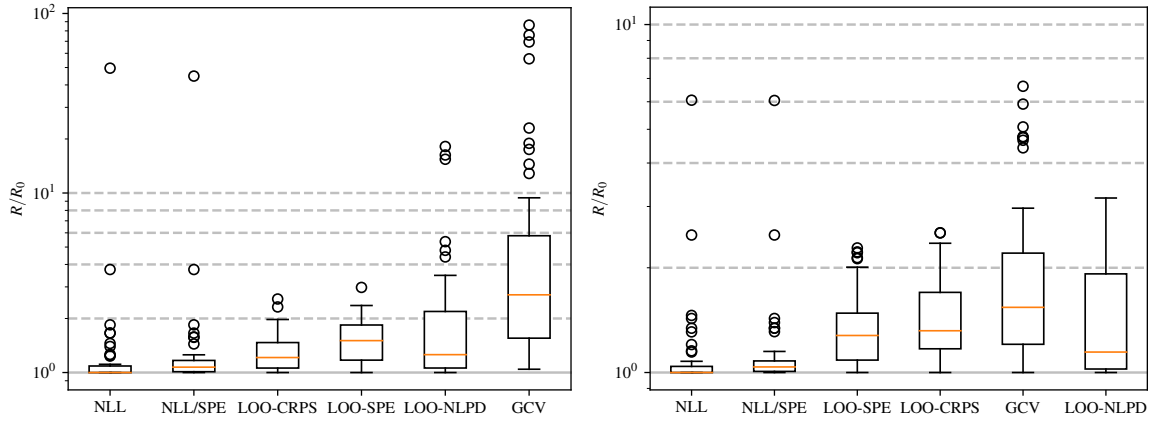 10²
10¹
10⁰
R/R₀
NLL NLL/SPE LOO-CRPS LOO-SPE LOO-NLPD GCV
10¹
10⁰
R/R₀
NLL NLL/SPE LOO-SPE LOO-CRPS GCV LOO-NLPD